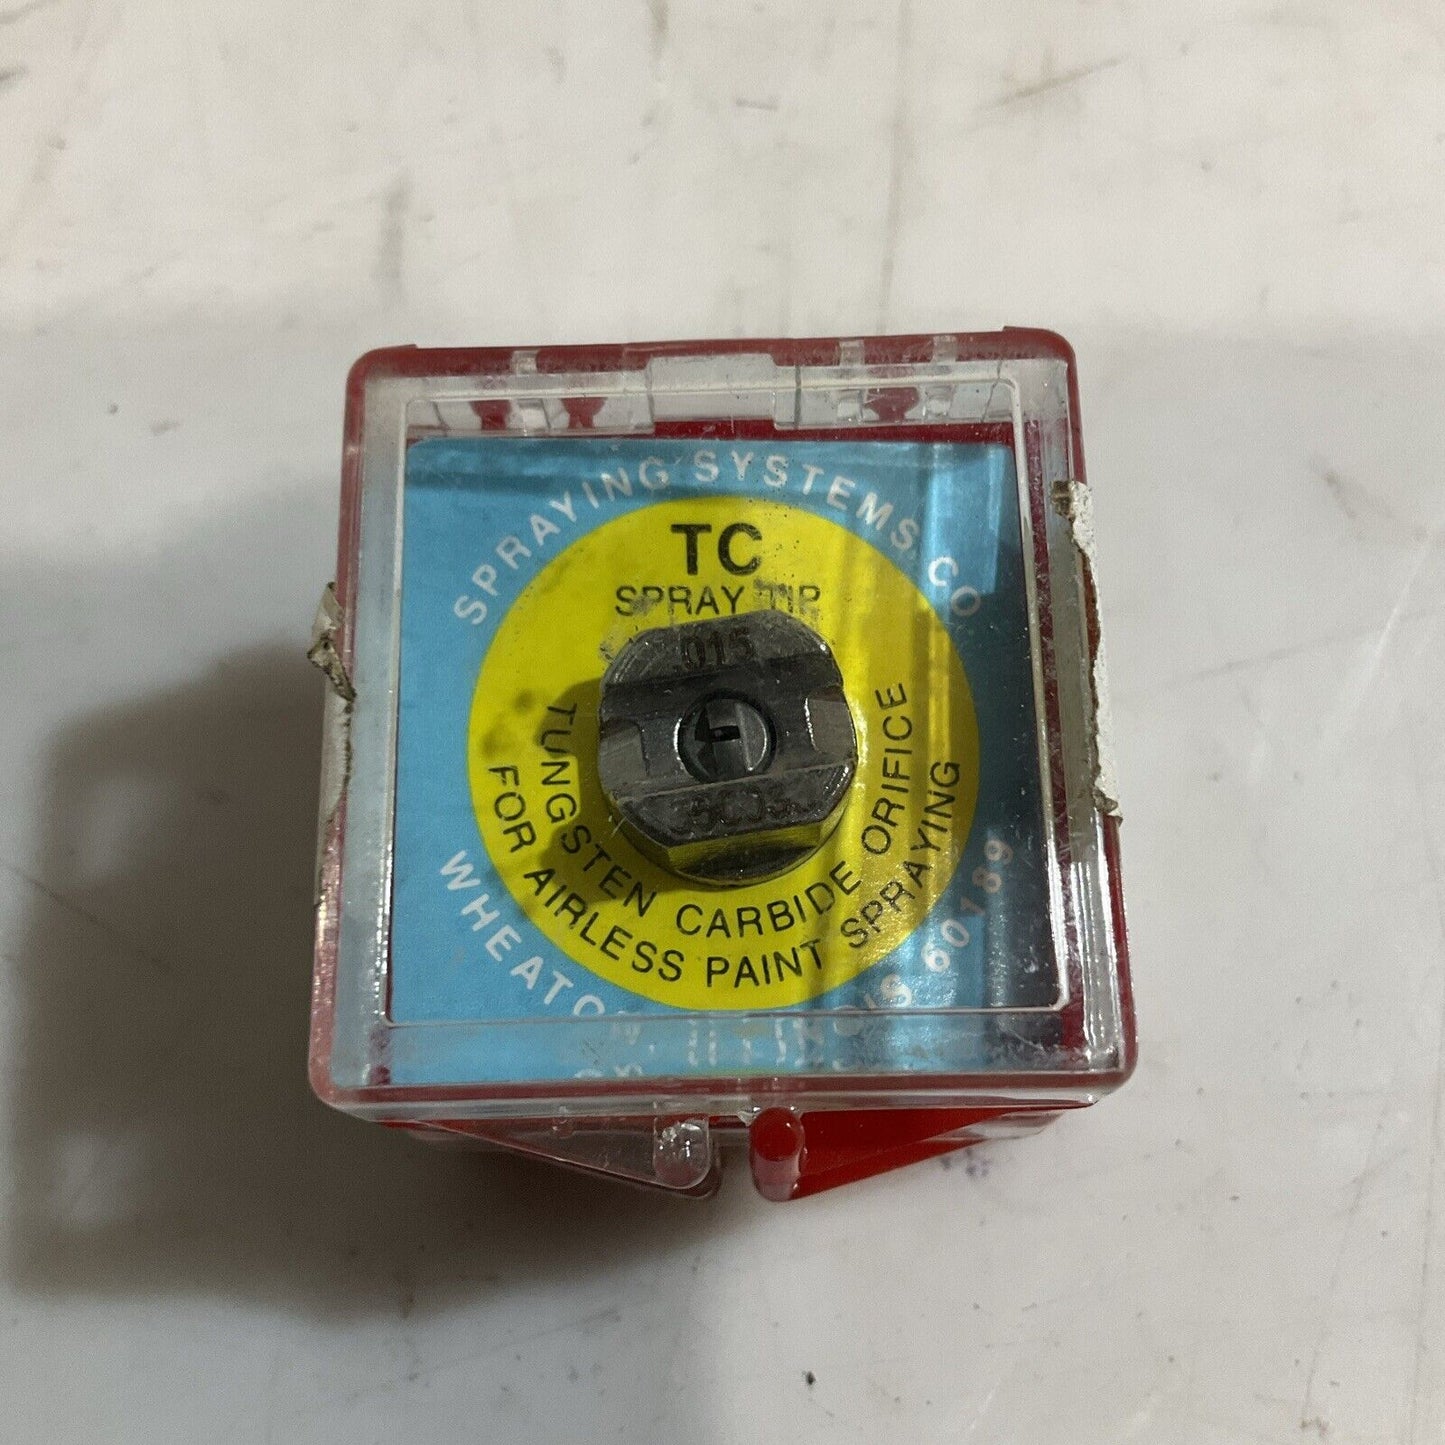 SPRAYING SYSTEMS CO
TC
SPRAY TIP
.015
TUNGSTEN CARBIDE ORIFICE
FOR AIRLESS PAINT SPRAYING
WHEATON, ILLINOIS 60189